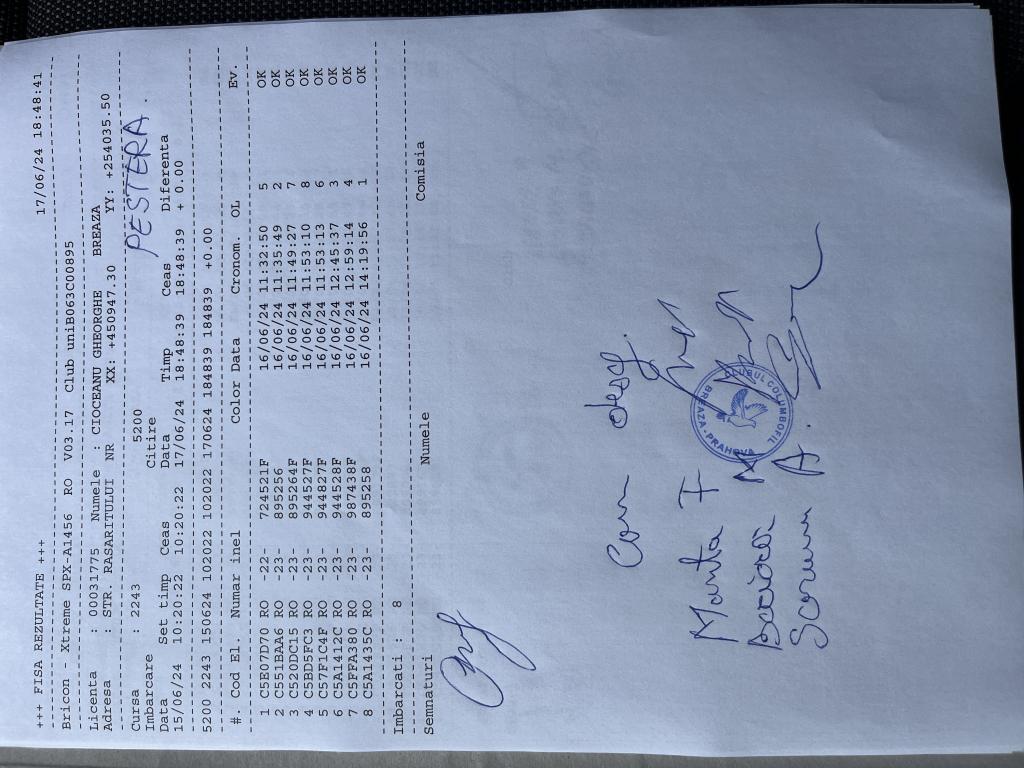 +++ FISA REZULTATE +++ 17/06/24 18:48:41
Bricon - Xtreme SPX A1456 RO V03.17 Club uniB063C00895
Licenta : 00031775 Numele : CIOCEANU GHEORGHE BREAZA
Adresa : STR. RASARITULUI NR XX: +450947.30 YY: +254035.50
Cursa : 2243 5200 PESTERA.
Imbarcare Citire
Data Set timp Ceas Data Timp Ceas Diferenta
15/06/24 10:20:22 10:20:22 17/06/24 18:48:39 18:48:39 + 0.00
5200 2243 150624 102022 102022 170624 184839 184839 +0.00
#. Cod El. Numar inel Color Data Cronom. OL Ev.
1 C5E07D70 RO -22- 724521F 16/06/24 11:32:50 5 OK
2 C551BAA6 RO -23- 895256 16/06/24 11:35:49 2 OK
3 C520DC15 RO -23- 895264F 16/06/24 11:49:27 7 OK
4 C5BD5FC3 RO -23- 944527F 16/06/24 11:53:10 8 OK
5 C57F1C4F RO -23- 944827F 16/06/24 11:53:13 6 OK
6 C5A1412C RO -23- 944528F 16/06/24 12:45:37 3 OK
7 C5FFA380 RO -23- 987438F 16/06/24 12:59:14 4 OK
8 C5A1435C RO -23- 895258 16/06/24 14:19:56 1 OK
Imbarcati : 8
Semnaturi Numele Comisia
Com desf.
Manta F
A.
CLUBUL COLUMBOFIL
BREAZA - PRAHOVA